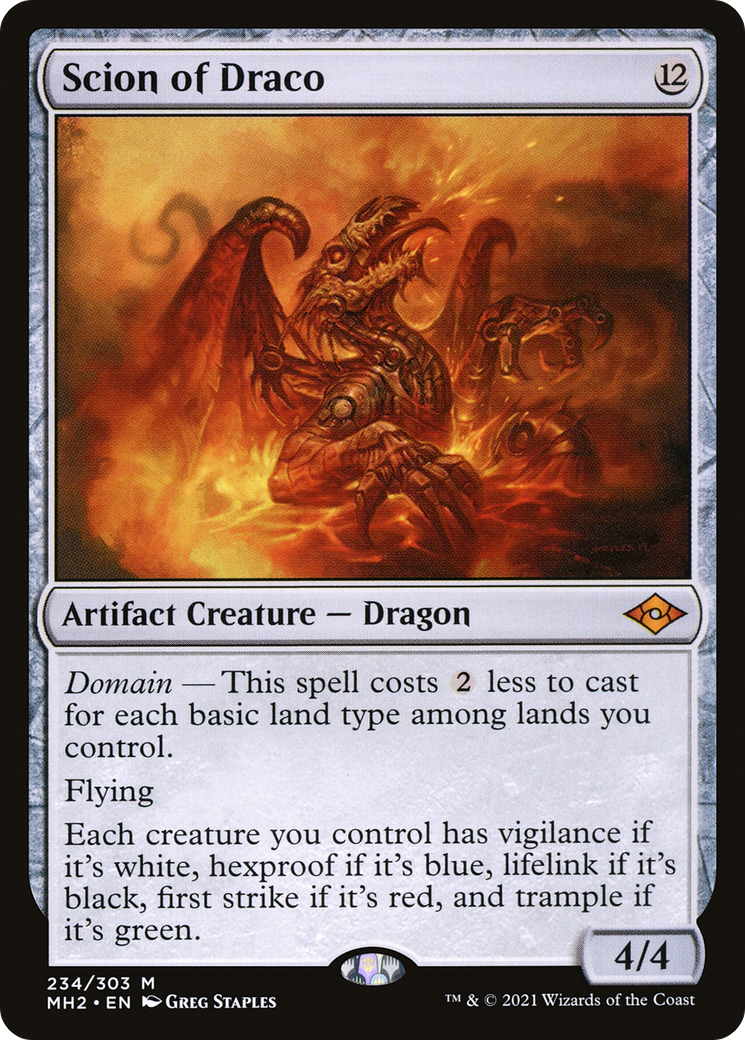 Scion of Draco
12
Artifact Creature — Dragon
Domain — This spell costs 2 less to cast
for each basic land type among lands you
control.
Flying
Each creature you control has vigilance if
it's white, hexproof if it's blue, lifelink if it's
black, first strike if it's red, and trample if
it's green.
4/4
234/303 M
MH2 • EN Greg Staples
™ & © 2021 Wizards of the Coast